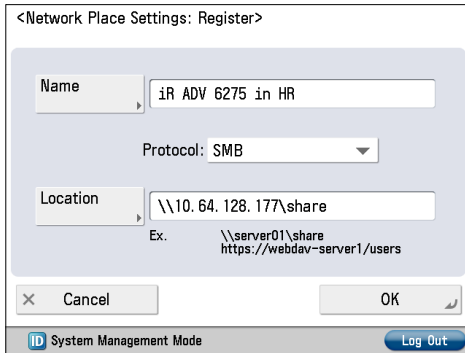 <Network Place Settings: Register>
Name
iR ADV 6275 in HR
Protocol: SMB
Location
\\10.64.128.177\share
Ex. \\server01\share
https://webdav-server1/users
× Cancel
OK
ID System Management Mode
Log Out